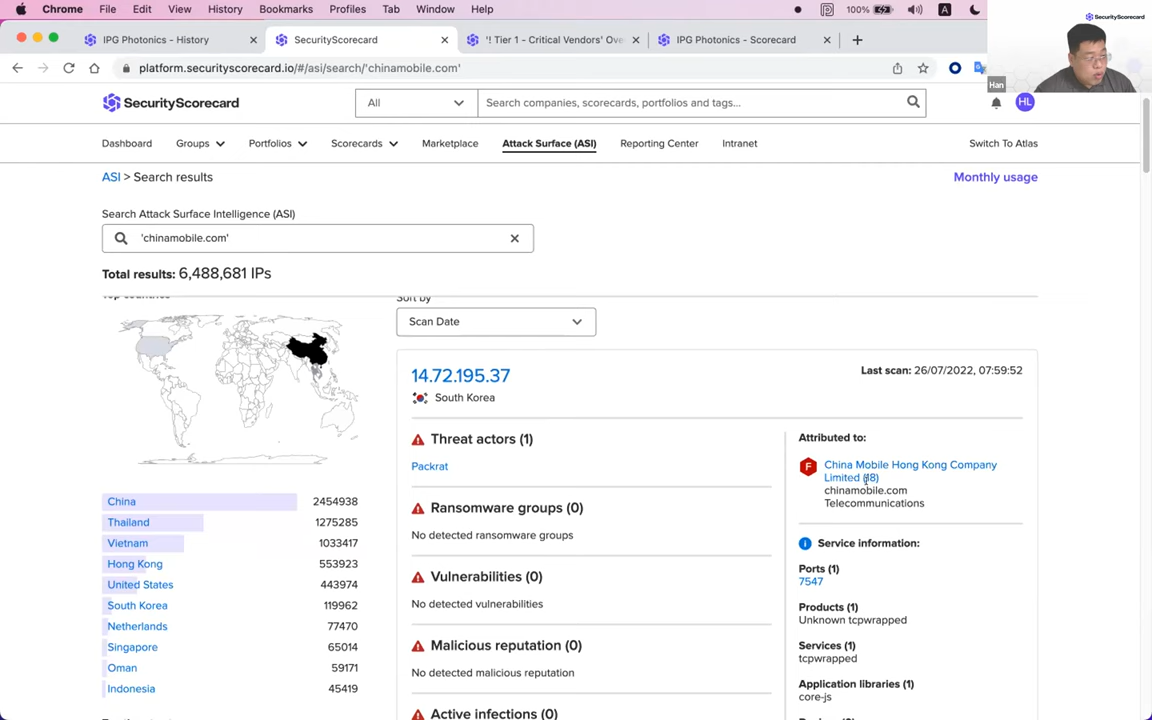 Chrome File Edit View History Bookmarks Profiles Tab Window Help
100%
A
SecurityScorecard
IPG Photonics - History
SecurityScorecard
'! Tier 1 - Critical Vendors' Ove
IPG Photonics - Scorecard
platform.securityscorecard.io/#/asi/search/'chinamobile.com'
Han
SecurityScorecard
All
Search companies, scorecards, portfolios and tags...
HL
Dashboard Groups Portfolios Scorecards Marketplace Attack Surface (ASI) Reporting Center Intranet Switch To Atlas
ASI > Search results
Monthly usage
Search Attack Surface Intelligence (ASI)
'chinamobile.com'
Total results: 6,488,681 IPs
Top countries
China 2454938
Thailand 1275285
Vietnam 1033417
Hong Kong 553923
United States 443974
South Korea 119962
Netherlands 77470
Singapore 65014
Oman 59171
Indonesia 45419
Sort by
Scan Date
14.72.195.37
Last scan: 26/07/2022, 07:59:52
South Korea
Threat actors (1)
Packrat
Ransomware groups (0)
No detected ransomware groups
Vulnerabilities (0)
No detected vulnerabilities
Malicious reputation (0)
No detected malicious reputation
Active infections (0)
Attributed to:
F
China Mobile Hong Kong Company
Limited
chinamobile.com
Telecommunications
Service information:
Ports (1)
7547
Products (1)
Unknown tcpwrapped
Services (1)
tcpwrapped
Application libraries (1)
core-js